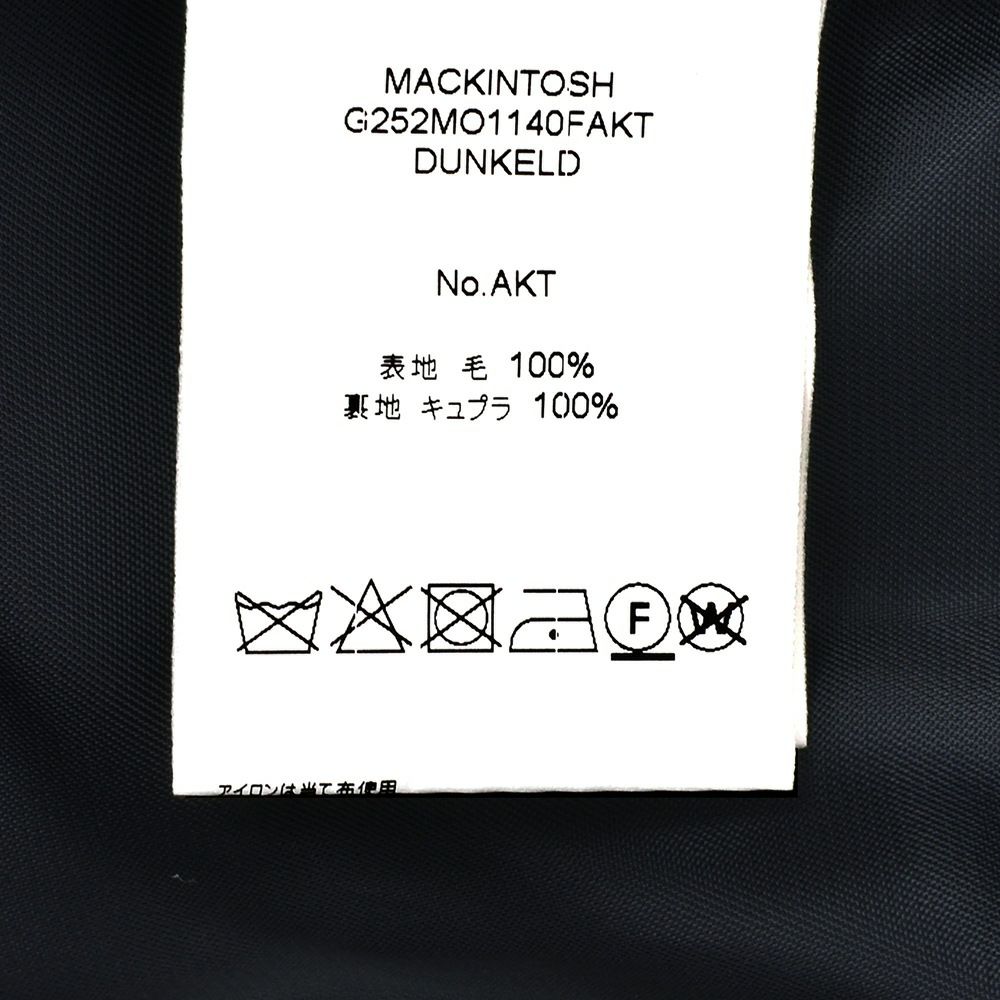 MACKINTOSH
G252MO1140FAKT
DUNKELD
No.AKT
表地 毛 100%
裏地 キュプラ 100%
F W
アイロンは当て布使用